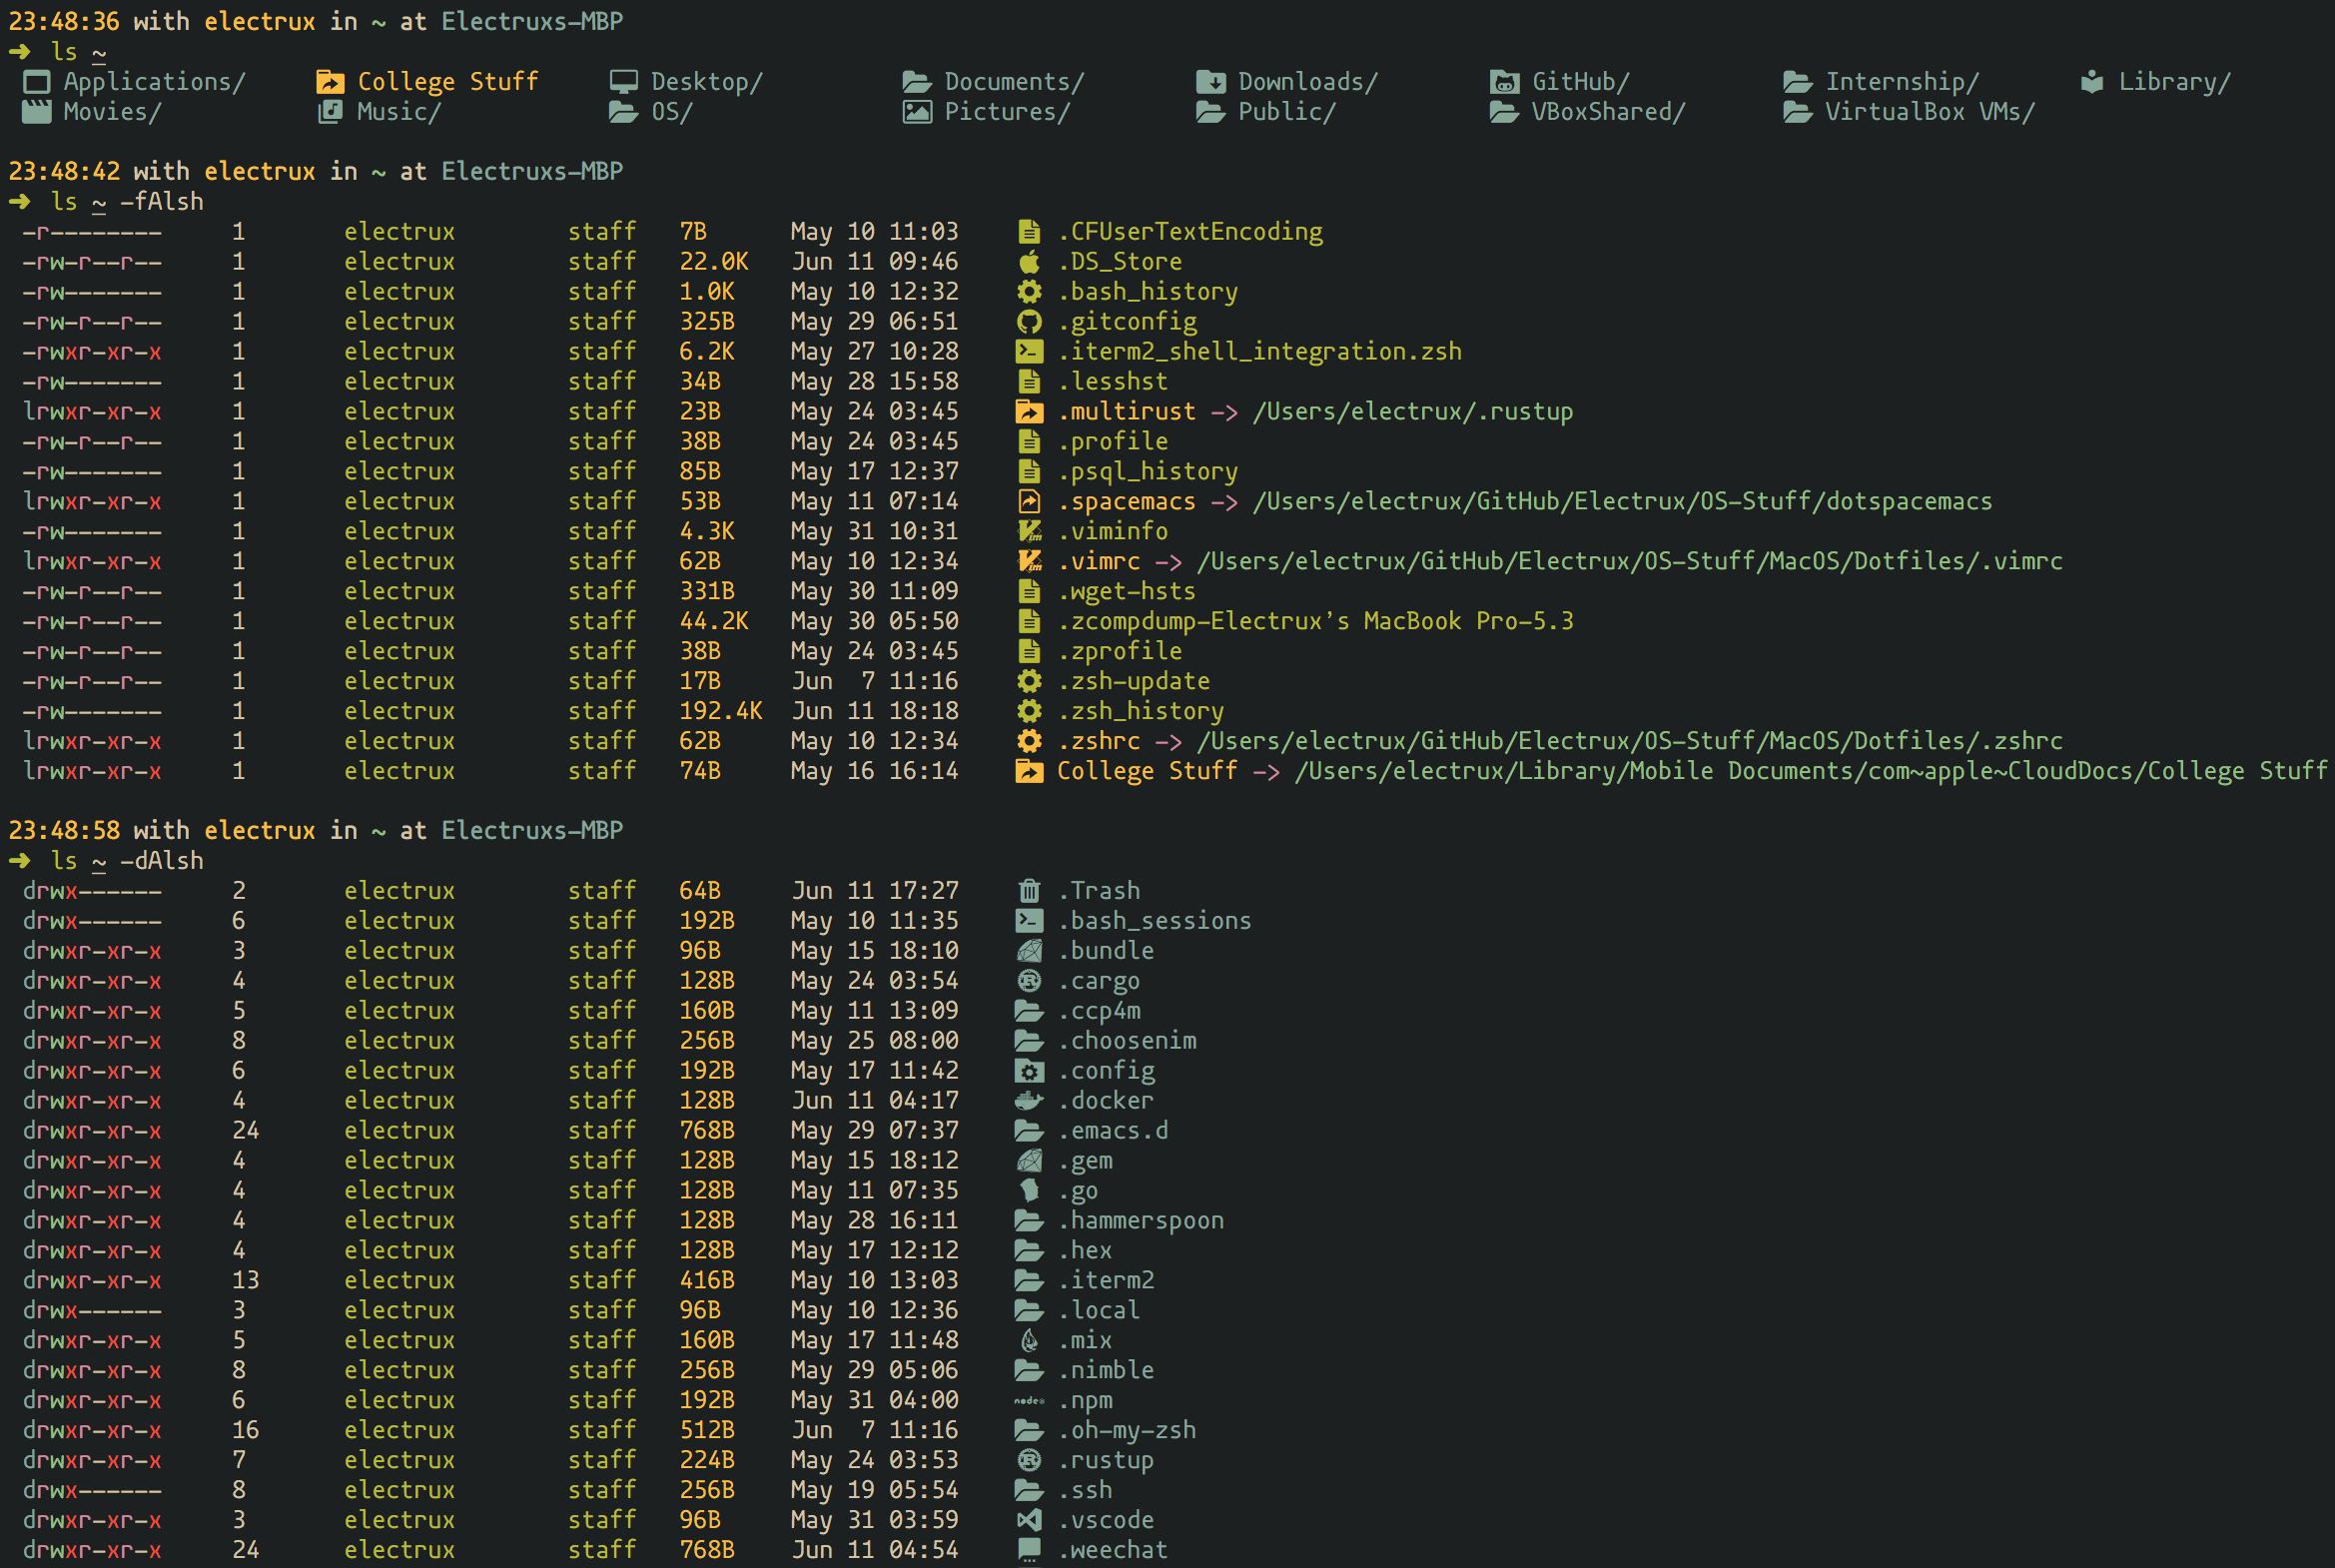 23:48:36 with electrux in ~ at Electruxs-MBP
➜ ls ~
Applications/ College Stuff Desktop/ Documents/ Downloads/ GitHub/ Internship/ Library/
Movies/ Music/ OS/ Pictures/ Public/ VBoxShared/ VirtualBox VMs/
23:48:42 with electrux in ~ at Electruxs-MBP
➜ ls ~ -fAlsh
-r-------- 1 electrux staff 7B May 10 11:03 .CFUserTextEncoding
-rw-r--r-- 1 electrux staff 22.0K Jun 11 09:46 .DS_Store
-rw------- 1 electrux staff 1.0K May 10 12:32 .bash_history
-rw-r--r-- 1 electrux staff 325B May 29 06:51 .gitconfig
-rwxr-xr-x 1 electrux staff 6.2K May 27 10:28 .iterm2_shell_integration.zsh
-rw------- 1 electrux staff 34B May 28 15:58 .lesshst
lrwxr-xr-x 1 electrux staff 23B May 24 03:45 .multirust -> /Users/electrux/.rustup
-rw-r--r-- 1 electrux staff 38B May 24 03:45 .profile
-rw------- 1 electrux staff 85B May 17 12:37 .psql_history
lrwxr-xr-x 1 electrux staff 53B May 11 07:14 .spacemacs -> /Users/electrux/GitHub/Electrux/OS-Stuff/dotspacemacs
-rw------- 1 electrux staff 4.3K May 31 10:31 .viminfo
lrwxr-xr-x 1 electrux staff 62B May 10 12:34 .vimrc -> /Users/electrux/GitHub/Electrux/OS-Stuff/MacOS/Dotfiles/.vimrc
-rw-r--r-- 1 electrux staff 331B May 30 11:09 .wget-hsts
-rw-r--r-- 1 electrux staff 44.2K May 30 05:50 .zcompdump-Electrux’s MacBook Pro-5.3
-rw-r--r-- 1 electrux staff 38B May 24 03:45 .zprofile
-rw-r--r-- 1 electrux staff 17B Jun 7 11:16 .zsh-update
-rw------- 1 electrux staff 192.4K Jun 11 18:18 .zsh_history
lrwxr-xr-x 1 electrux staff 62B May 10 12:34 .zshrc -> /Users/electrux/GitHub/Electrux/OS-Stuff/MacOS/Dotfiles/.zshrc
lrwxr-xr-x 1 electrux staff 74B May 16 16:14 College Stuff -> /Users/electrux/Library/Mobile Documents/com~apple~CloudDocs/College Stuff
23:48:58 with electrux in ~ at Electruxs-MBP
➜ ls ~ -dAlsh
drwx------ 2 electrux staff 64B Jun 11 17:27 .Trash
drwx------ 6 electrux staff 192B May 10 11:35 .bash_sessions
drwxr-xr-x 3 electrux staff 96B May 15 18:10 .bundle
drwxr-xr-x 4 electrux staff 128B May 24 03:54 .cargo
drwxr-xr-x 5 electrux staff 160B May 11 13:09 .ccp4m
drwxr-xr-x 8 electrux staff 256B May 25 08:00 .choosenim
drwxr-xr-x 6 electrux staff 192B May 17 11:42 .config
drwxr-xr-x 4 electrux staff 128B Jun 11 04:17 .docker
drwxr-xr-x 24 electrux staff 768B May 29 07:37 .emacs.d
drwxr-xr-x 4 electrux staff 128B May 15 18:12 .gem
drwxr-xr-x 4 electrux staff 128B May 11 07:35 .go
drwxr-xr-x 4 electrux staff 128B May 28 16:11 .hammerspoon
drwxr-xr-x 4 electrux staff 128B May 17 12:12 .hex
drwxr-xr-x 13 electrux staff 416B May 10 13:03 .iterm2
drwx------ 3 electrux staff 96B May 10 12:36 .local
drwxr-xr-x 5 electrux staff 160B May 17 11:48 .mix
drwxr-xr-x 8 electrux staff 256B May 29 05:06 .nimble
drwxr-xr-x 6 electrux staff 192B May 31 04:00 .npm
drwxr-xr-x 16 electrux staff 512B Jun 7 11:16 .oh-my-zsh
drwxr-xr-x 7 electrux staff 224B May 24 03:53 .rustup
drwx------ 8 electrux staff 256B May 19 05:54 .ssh
drwxr-xr-x 3 electrux staff 96B May 31 03:59 .vscode
drwxr-xr-x 24 electrux staff 768B Jun 11 04:54 .weechat